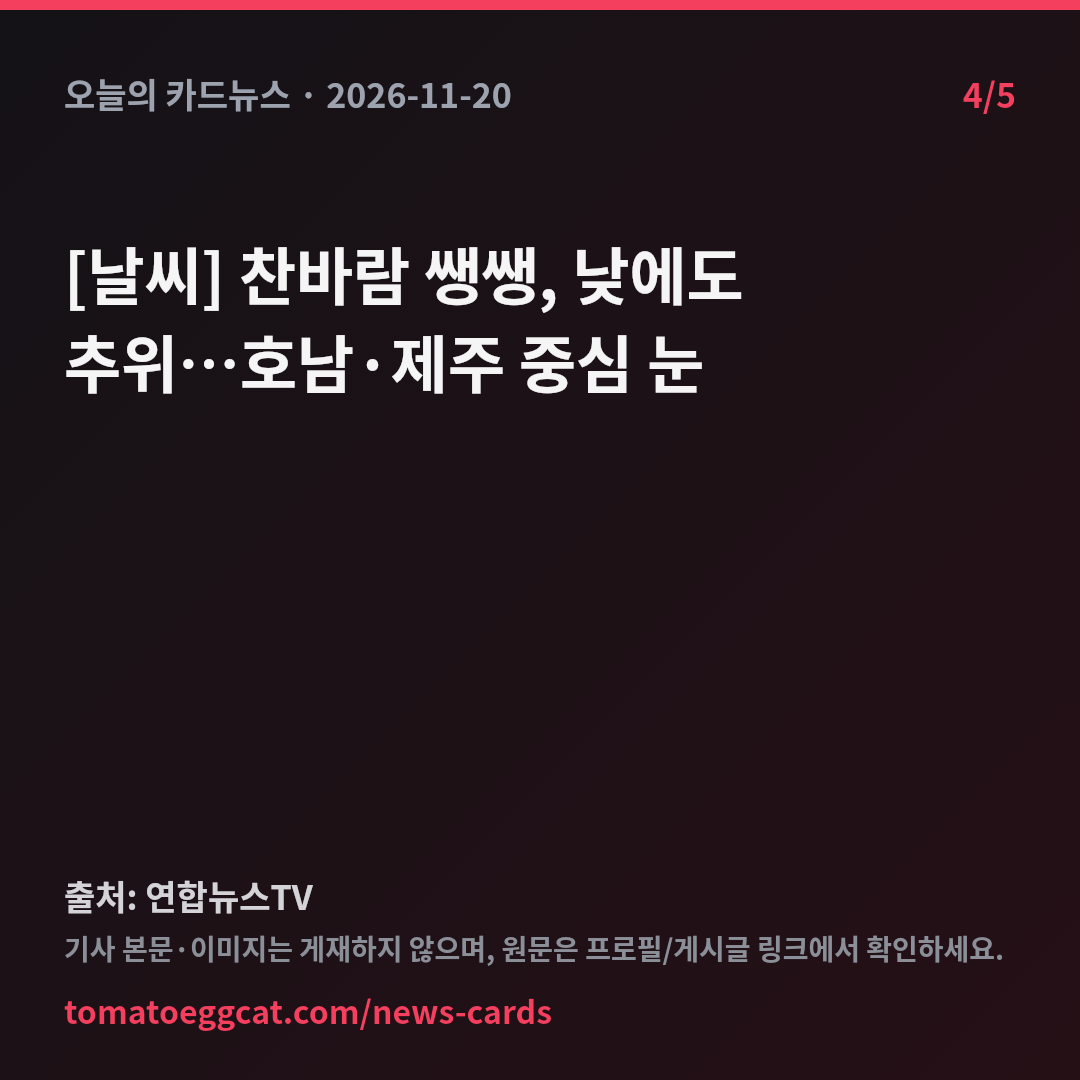 오늘의 카드뉴스 · 2026-11-20
4/5
[날씨] 찬바람 쌩쌩, 낮에도
추위…호남·제주 중심 눈
출처: 연합뉴스TV
기사 본문·이미지는 게재하지 않으며, 원문은 프로필/게시글 링크에서 확인하세요.
tomatoeggcat.com/news-cards